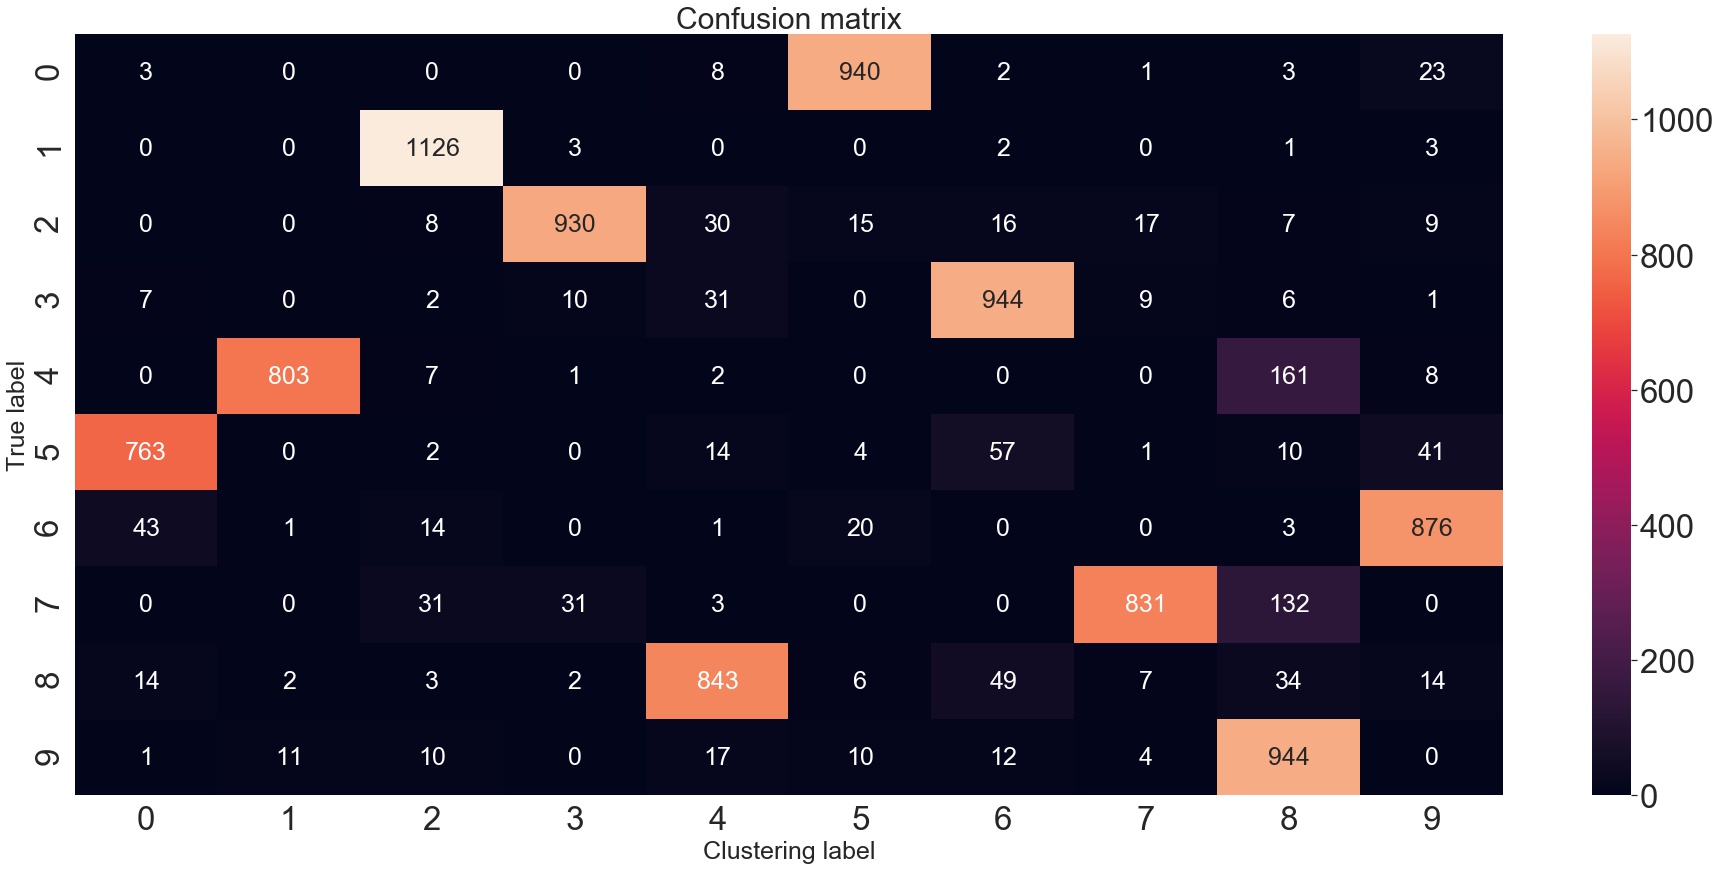 Confusion matrix
0 3 0 0 0 8 940 2 1 3 23
1 0 0 1126 3 0 0 2 0 1 3
2 0 0 8 930 30 15 16 17 7 9
3 7 0 2 10 31 0 944 9 6 1
4 0 803 7 1 2 0 0 0 161 8
5 763 0 2 0 14 4 57 1 10 41
6 43 1 14 0 1 20 0 0 3 876
7 0 0 31 31 3 0 0 831 132 0
8 14 2 3 2 843 6 49 7 34 14
9 1 11 10 0 17 10 12 4 944 0
0 1 2 3 4 5 6 7 8 9
Clustering label
True label
1000
800
600
400
200
0